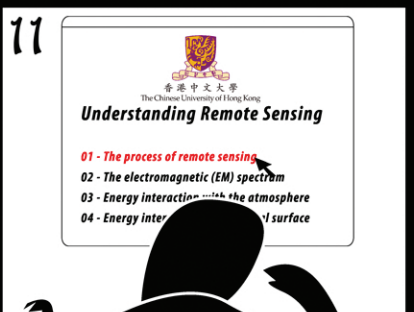 11
香港中文大學
The Chinese University of Hong Kong
Understanding Remote Sensing
01 - The process of remote sensing
02 - The electromagnetic (EM) spectrum
03 - Energy interaction with the atmosphere
04 - Energy surface